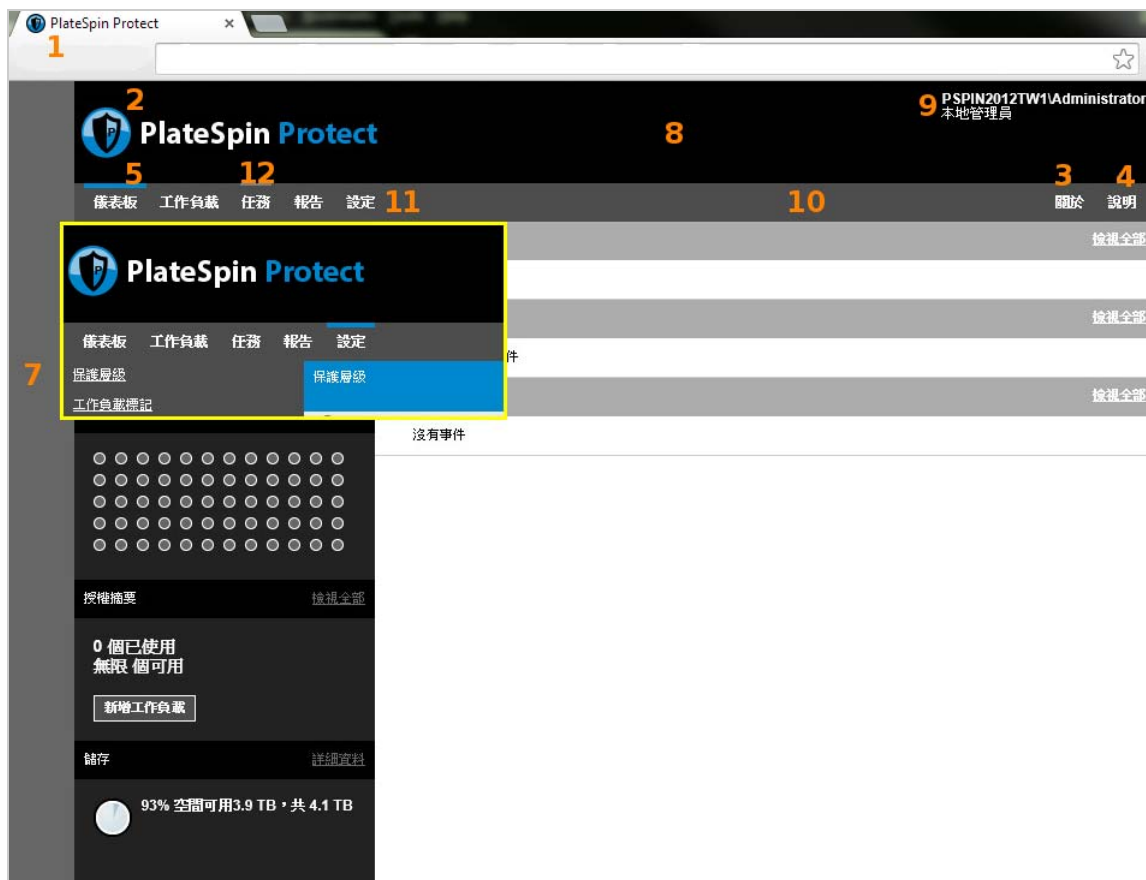 PlateSpin Protect ×
1
2
PlateSpin Protect
8
9 PSPIN2012TW1\Administrator
本地管理員
5 12 3 4
儀表板 工作負載 任務 報告 設定 11 10 關於 說明
檢視全部
PlateSpin Protect
檢視全部
儀表板 工作負載 任務 報告 設定
件
7
保護層級 保護層級
工作負載標記
檢視全部
沒有事件
授權摘要 檢視全部
0 個已使用
無限 個可用
新增工作負載
儲存 詳細資料
93% 空間可用3.9 TB，共 4.1 TB